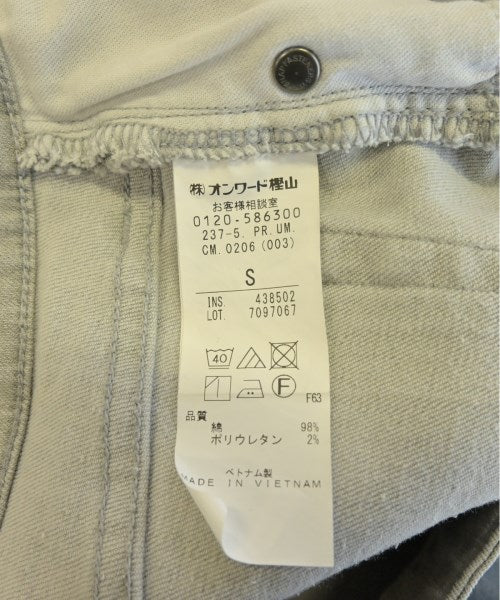 ㈱オンワード樫山
お客様相談室
0120-586300
237-5. PR.UM.
CM.0206(003)
S
INS. 438502
LOT. 7097067
40
F
F63
品質
綿 98%
ポリウレタン 2%
ベトナム製
MADE IN VIETNAM